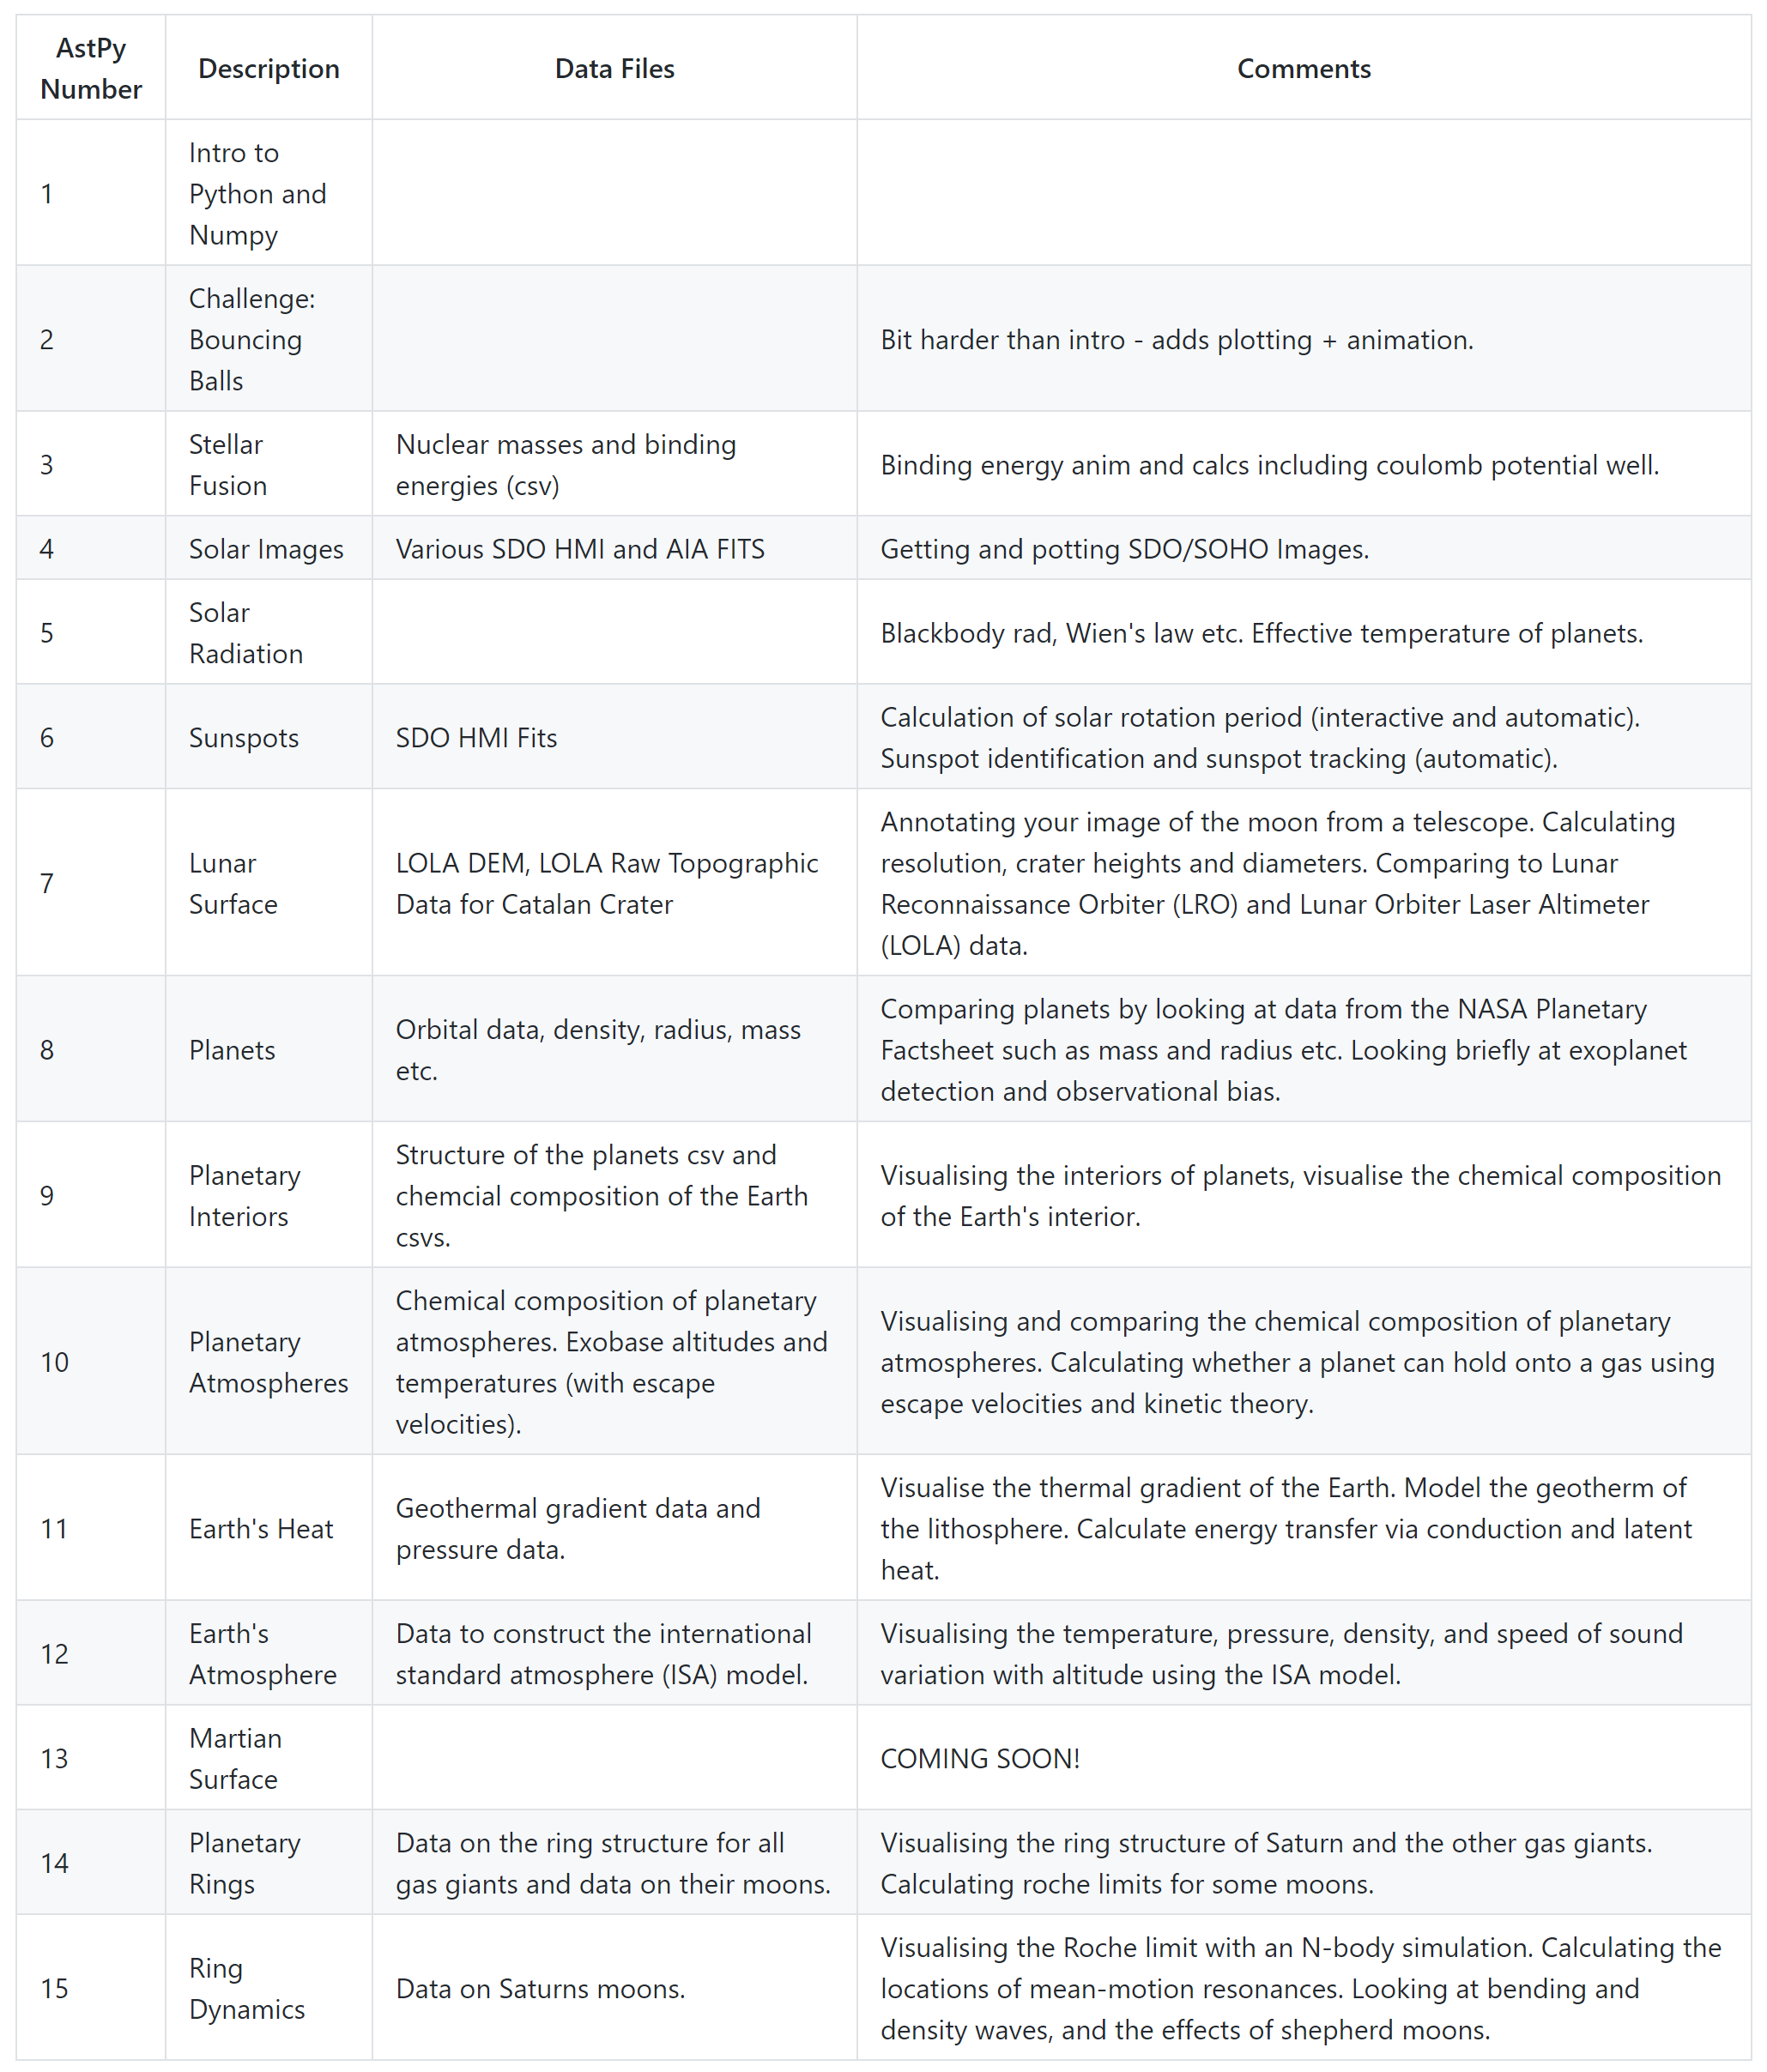 AstPy
Number
Description
Data Files
Comments
1
Intro to
Python and
Numpy
2
Challenge:
Bouncing
Balls
Bit harder than intro - adds plotting + animation.
3
Stellar
Fusion
Nuclear masses and binding
energies (csv)
Binding energy anim and calcs including coulomb potential well.
4
Solar Images
Various SDO HMI and AIA FITS
Getting and potting SDO/SOHO Images.
5
Solar
Radiation
Blackbody rad, Wien's law etc. Effective temperature of planets.
6
Sunspots
SDO HMI Fits
Calculation of solar rotation period (interactive and automatic).
Sunspot identification and sunspot tracking (automatic).
7
Lunar
Surface
LOLA DEM, LOLA Raw Topographic
Data for Catalan Crater
Annotating your image of the moon from a telescope. Calculating
resolution, crater heights and diameters. Comparing to Lunar
Reconnaissance Orbiter (LRO) and Lunar Orbiter Laser Altimeter
(LOLA) data.
8
Planets
Orbital data, density, radius, mass
etc.
Comparing planets by looking at data from the NASA Planetary
Factsheet such as mass and radius etc. Looking briefly at exoplanet
detection and observational bias.
9
Planetary
Interiors
Structure of the planets csv and
chemcial composition of the Earth
csvs.
Visualising the interiors of planets, visualise the chemical composition
of the Earth's interior.
10
Planetary
Atmospheres
Chemical composition of planetary
atmospheres. Exobase altitudes and
temperatures (with escape
velocities).
Visualising and comparing the chemical composition of planetary
atmospheres. Calculating whether a planet can hold onto a gas using
escape velocities and kinetic theory.
11
Earth's Heat
Geothermal gradient data and
pressure data.
Visualise the thermal gradient of the Earth. Model the geotherm of
the lithosphere. Calculate energy transfer via conduction and latent
heat.
12
Earth's
Atmosphere
Data to construct the international
standard atmosphere (ISA) model.
Visualising the temperature, pressure, density, and speed of sound
variation with altitude using the ISA model.
13
Martian
Surface
COMING SOON!
14
Planetary
Rings
Data on the ring structure for all
gas giants and data on their moons.
Visualising the ring structure of Saturn and the other gas giants.
Calculating roche limits for some moons.
15
Ring
Dynamics
Data on Saturns moons.
Visualising the Roche limit with an N-body simulation. Calculating the
locations of mean-motion resonances. Looking at bending and
density waves, and the effects of shepherd moons.